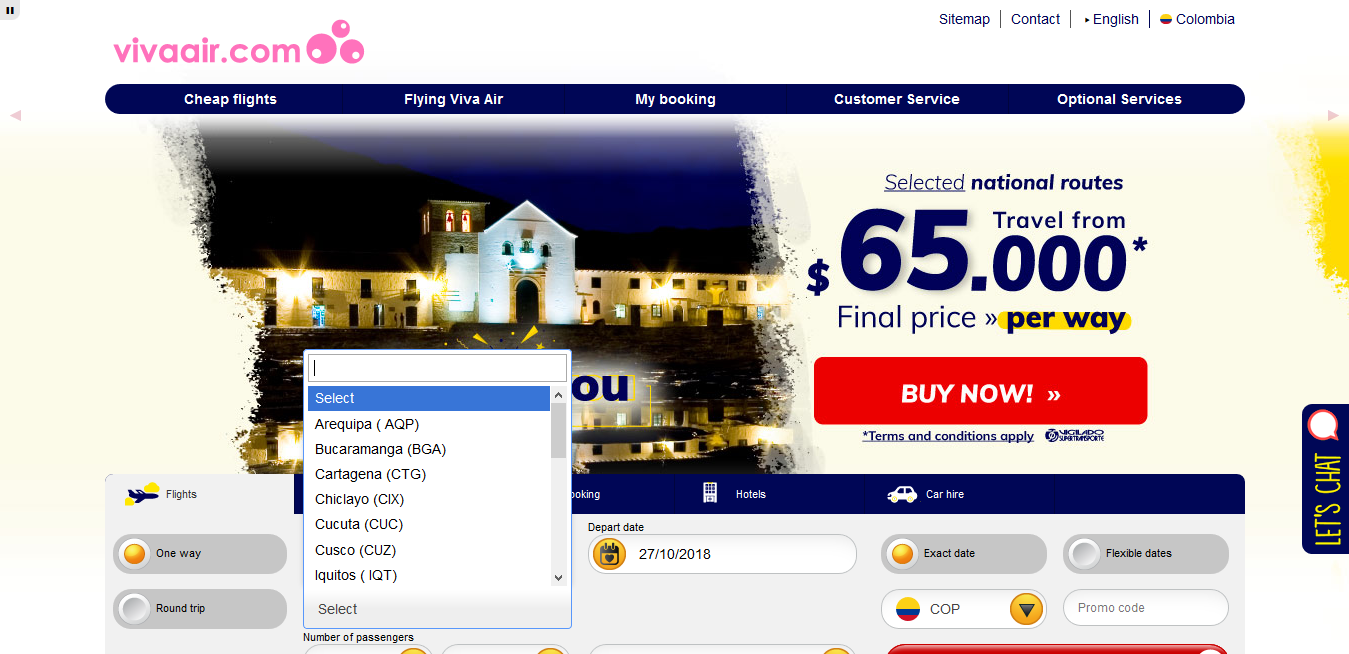 Sitemap
Contact
English
Colombia
vivaair.com
Cheap flights
Flying Viva Air
My booking
Customer Service
Optional Services
Selected national routes
Travel from
$65.000*
Final price » per way
BUY NOW! »
*Terms and conditions apply
VIGILADO
SUPERTRANSPORTE
LET'S CHAT
Select
Arequipa ( AQP)
Bucaramanga (BGA)
Cartagena (CTG)
Chiclayo (CIX)
Cucuta (CUC)
Cusco (CUZ)
Iquitos ( IQT)
Select
Flights
Hotels
Car hire
One way
Round trip
Depart date
27/10/2018
Exact date
Flexible dates
COP
Promo code
Number of passengers